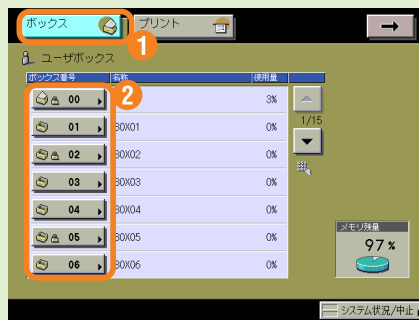 ボックス プリント →
1
ユーザボックス
ボックス番号 名称 使用量
2
00 3%
1/15
01 BOX01 0%
02 BOX02 0%
03 BOX03 0%
04 BOX04 0%
05 BOX05 0%
06 BOX06 0%
メモリ残量
97%
システム状況/中止